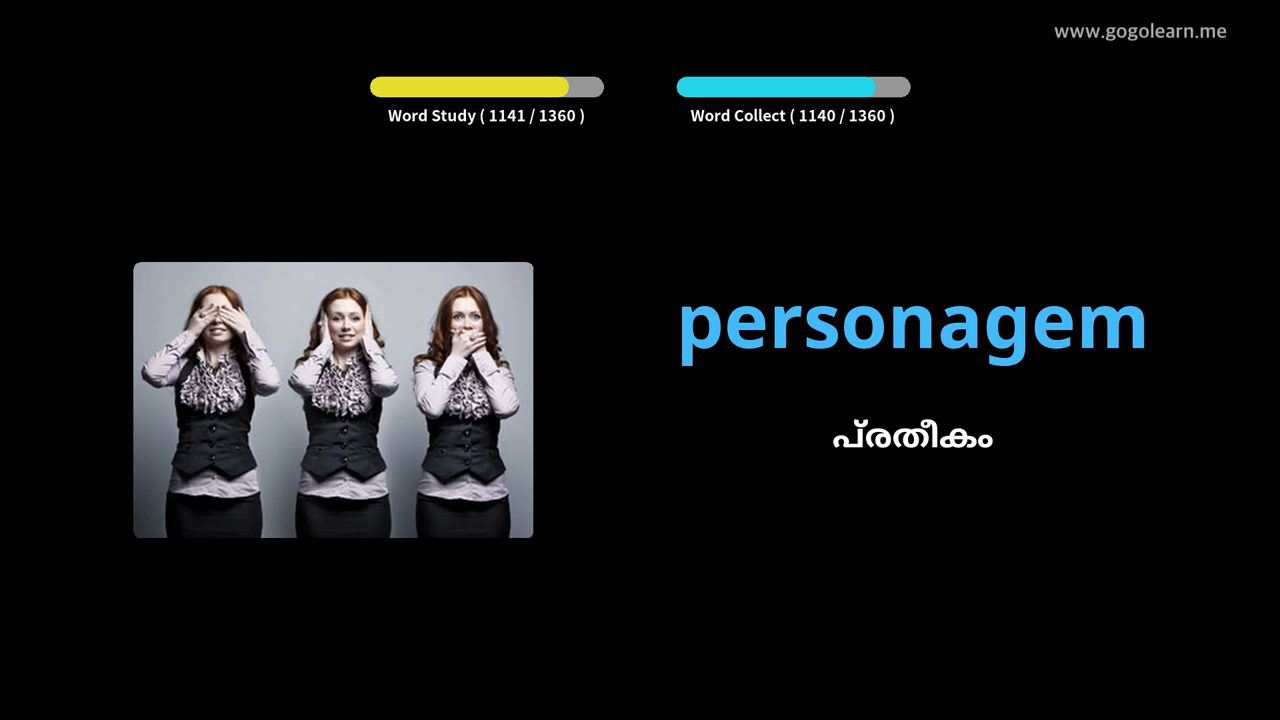 www.gogolearn.me
Word Study ( 1141 / 1360 )
Word Collect ( 1140 / 1360 )
personagem
പ്രതീകം